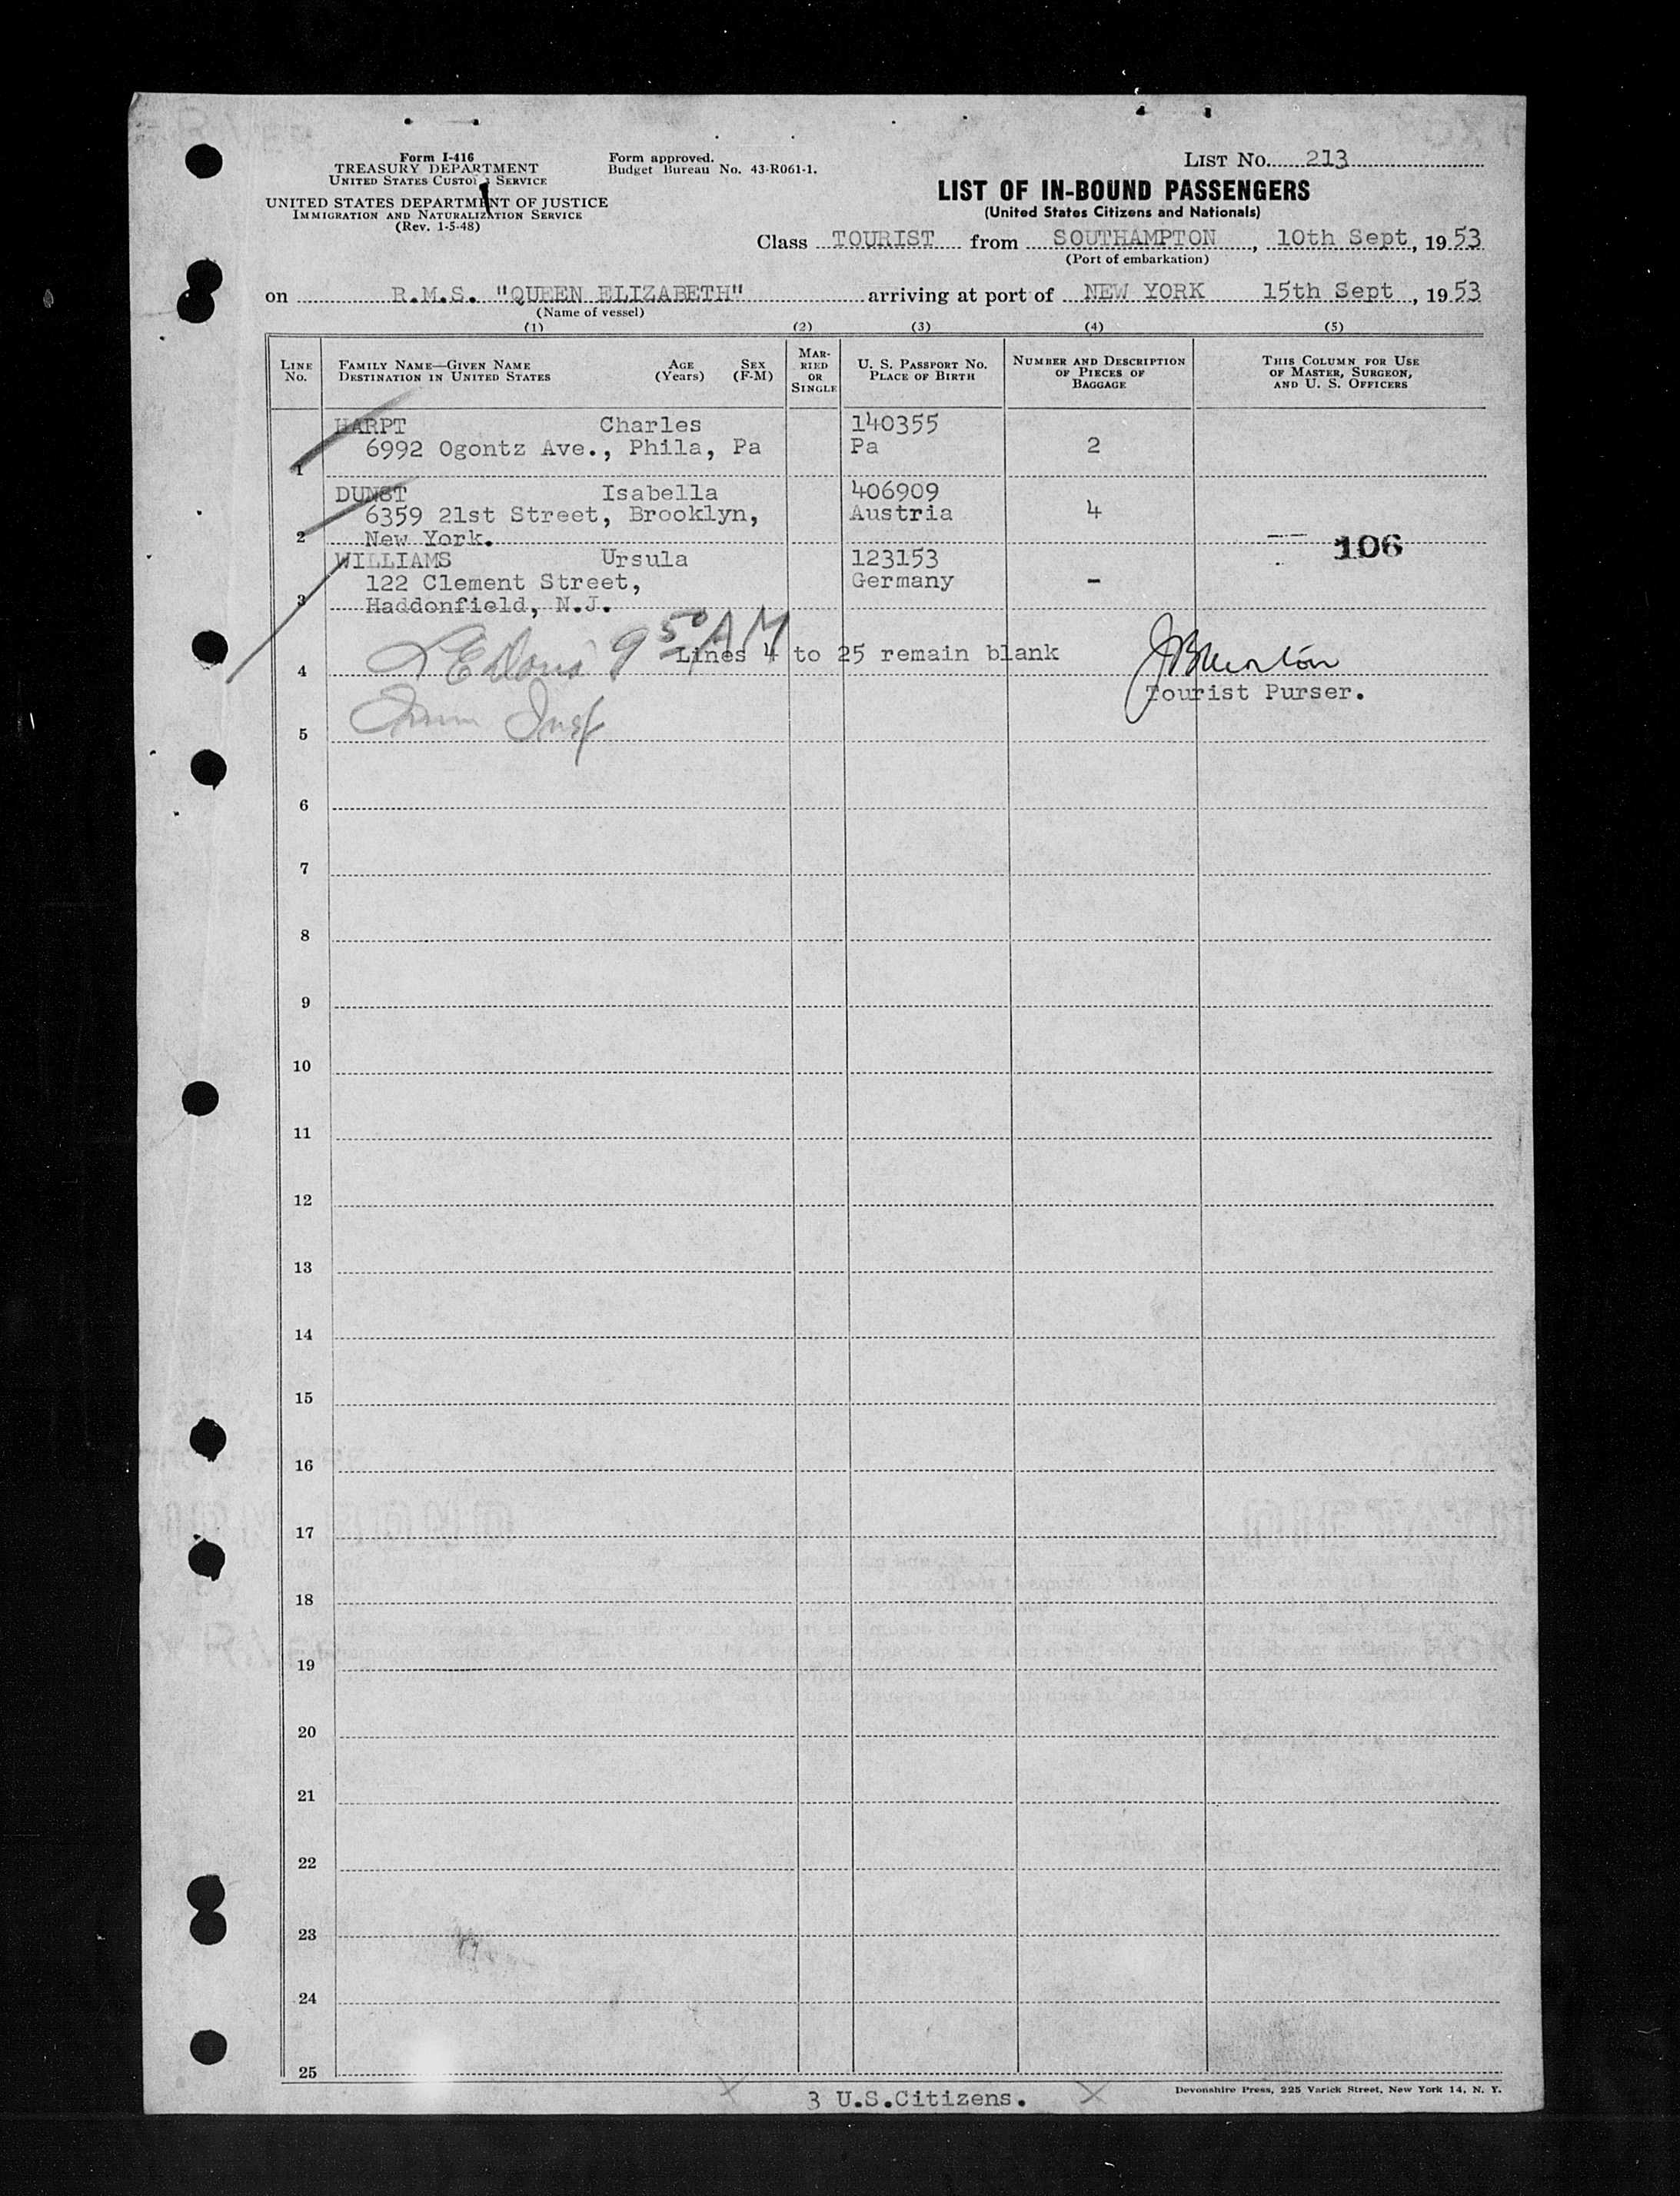 Form I-416
TREASURY DEPARTMENT
UNITED STATES CUSTOMS SERVICE
UNITED STATES DEPARTMENT OF JUSTICE
IMMIGRATION AND NATURALIZATION SERVICE
(Rev. 1-5-48)
Form approved.
Budget Bureau No. 43-R061-1.
LIST No. 213
LIST OF IN-BOUND PASSENGERS
(United States Citizens and Nationals)
Class TOURIST from SOUTHAMPTON, 10th Sept, 1953
(Port of embarkation)
on R.M.S. "QUEEN ELIZABETH" arriving at port of NEW YORK 15th Sept, 1953
(Name of vessel)
(1) (2) (3) (4) (5)
LINE No.
FAMILY NAME—GIVEN NAME
DESTINATION IN UNITED STATES
AGE (Years)
SEX (F-M)
MARRIED OR SINGLE
U. S. PASSPORT NO.
PLACE OF BIRTH
NUMBER AND DESCRIPTION OF PIECES OF BAGGAGE
THIS COLUMN FOR USE OF MASTER, SURGEON, AND U. S. OFFICERS
HARPT Charles 140355
6992 Ogontz Ave., Phila, Pa Pa 2
1
DUNST Isabella 406909
6359 21st Street, Brooklyn, Austria 4
2 New York.
106
WILLIAMS Ursula 123153
122 Clement Street, Germany -
3 Haddonfield, N.J.
9 50 AM
Lines 4 to 25 remain blank
4
Tourist Purser.
Imm Insp
5
6
7
8
9
10
11
12
13
14
15
16
17
18
19
20
21
22
23
24
25
3 U.S.Citizens.
Devonshire Press, 225 Varick Street, New York 14, N. Y.